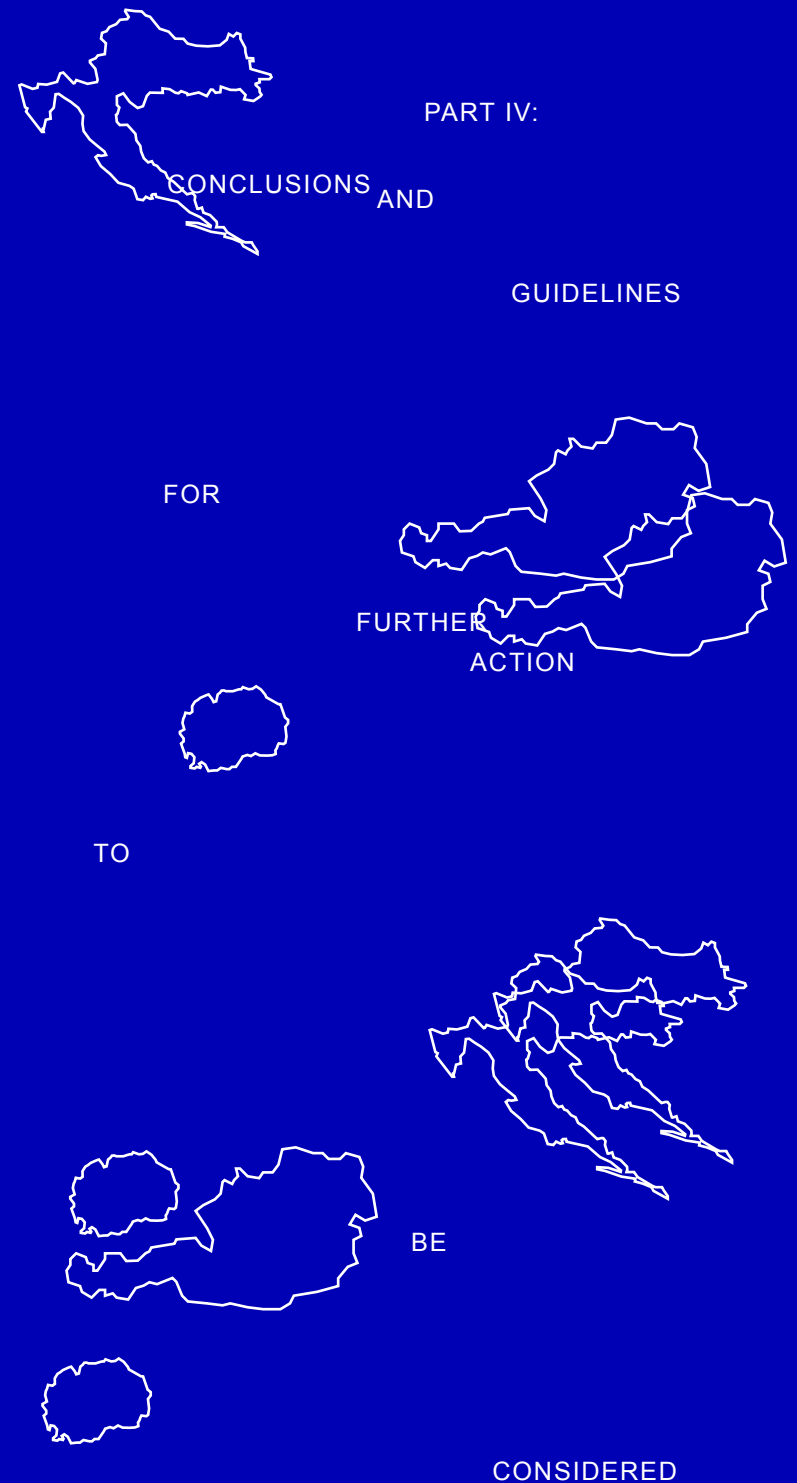 PART IV:
CONCLUSIONS
AND
GUIDELINES
FOR
FURTHER
ACTION
TO
BE
CONSIDERED